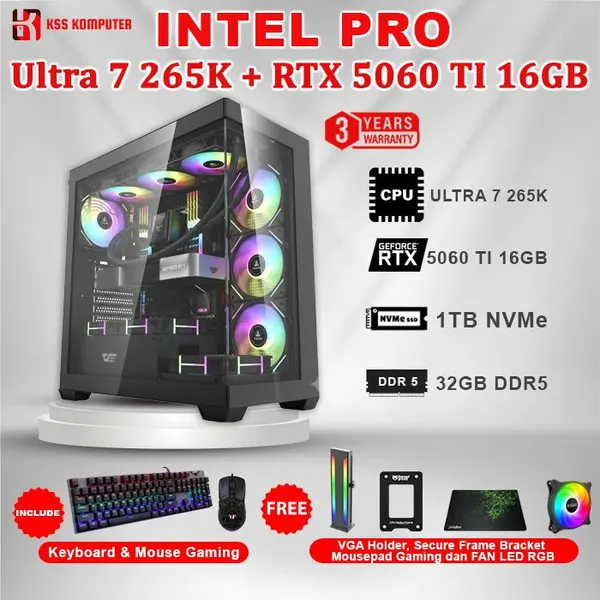 KSS KOMPUTER
INTEL PRO
Ultra 7 265K + RTX 5060 TI 16GB
3 YEARS
WARRANTY
CPU
ULTRA 7 265K
GEFORCE
RTX
5060 TI 16GB
NVMe SSD
1TB NVMe
DDR 5
32GB DDR5
INCLUDE
Keyboard & Mouse Gaming
FREE
VGA Holder, Secure Frame Bracket
Mousepad Gaming dan FAN LED RGB